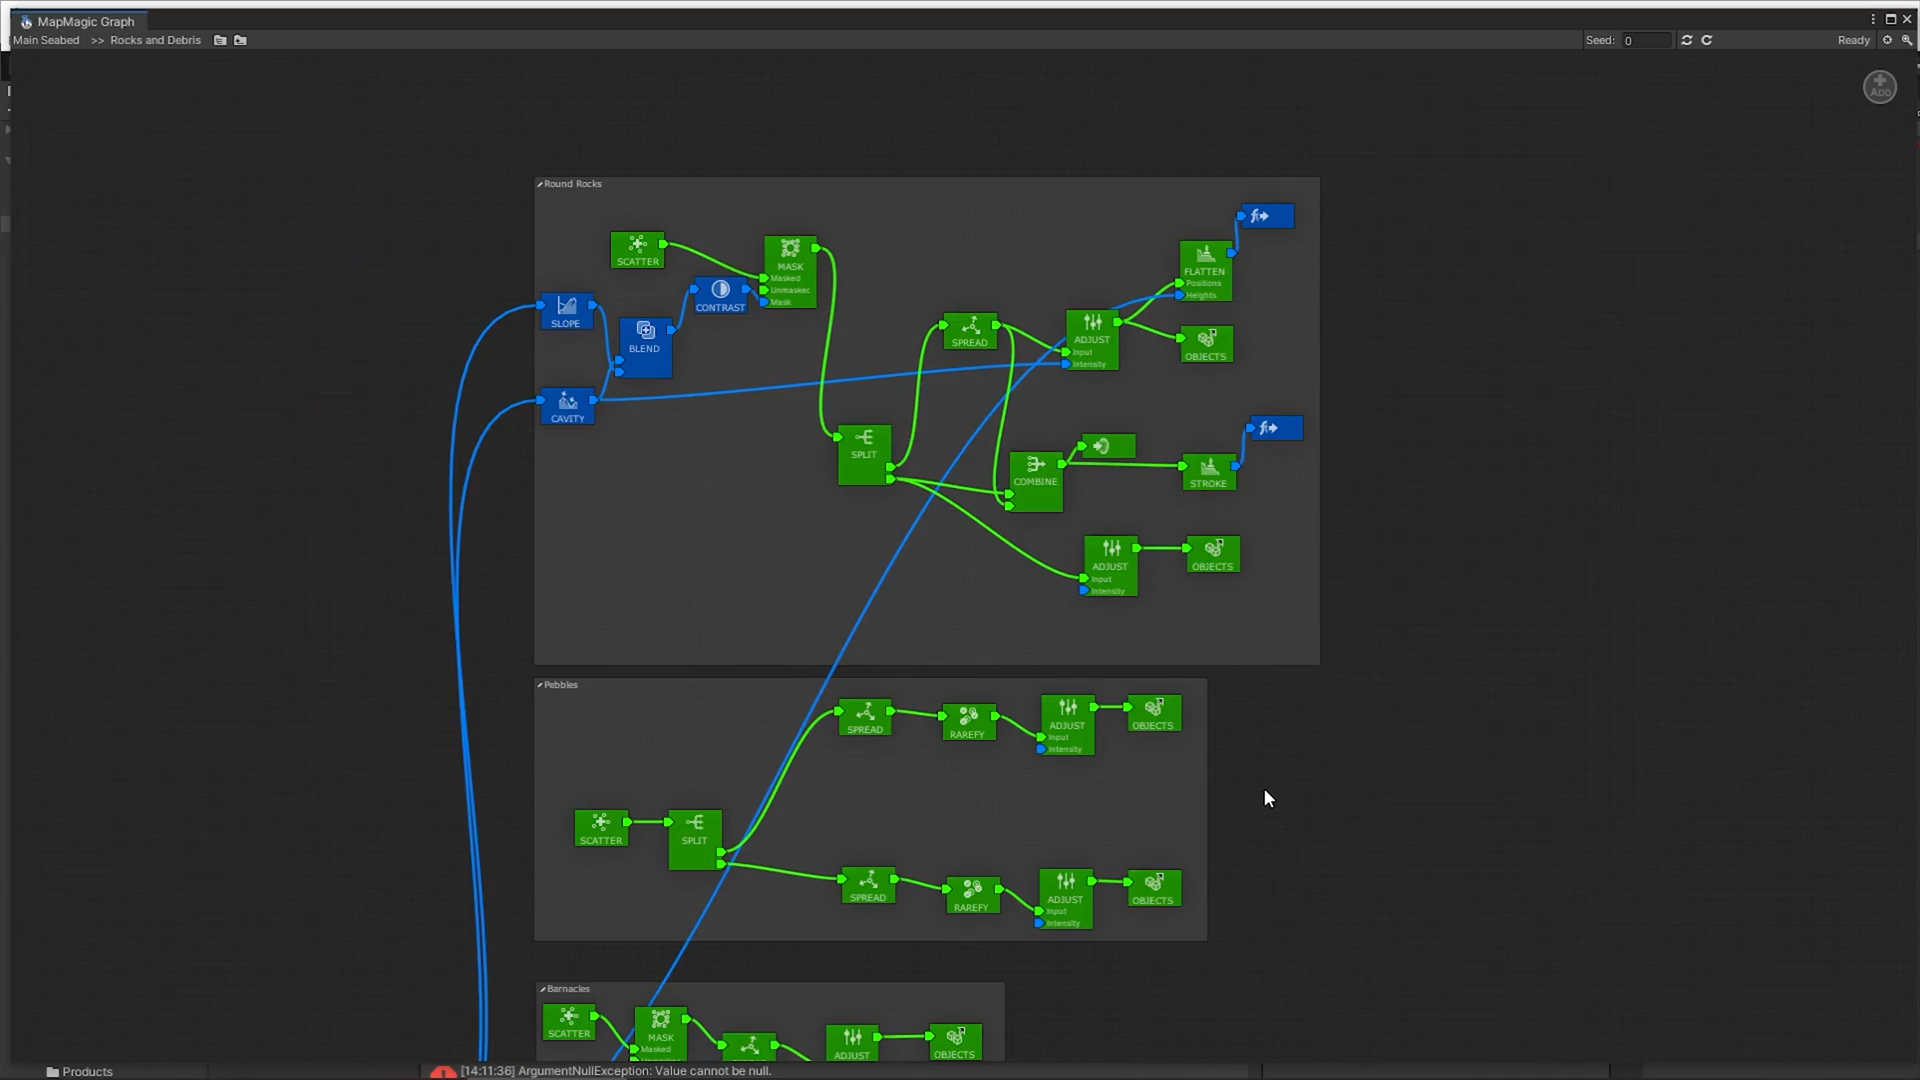 MapMagic Graph
Main Seabed >> Rocks and Debris
Seed: 0
Ready
ADD
Round Rocks
SCATTER
MASK
Masked
Unmasked
Mask
CONTRAST
SLOPE
BLEND
CAVITY
SPLIT
SPREAD
ADJUST
Input
Intensity
FLATTEN
Positions
Heights
OBJECTS
COMBINE
STROKE
ADJUST
Input
Intensity
OBJECTS
Pebbles
SPREAD
RAREFY
ADJUST
Input
Intensity
OBJECTS
SCATTER
SPLIT
SPREAD
RAREFY
ADJUST
Input
Intensity
OBJECTS
Barnacles
SCATTER
MASK
Masked
ADJUST
OBJECTS
Products
[14:11:36] ArgumentNullException: Value cannot be null.